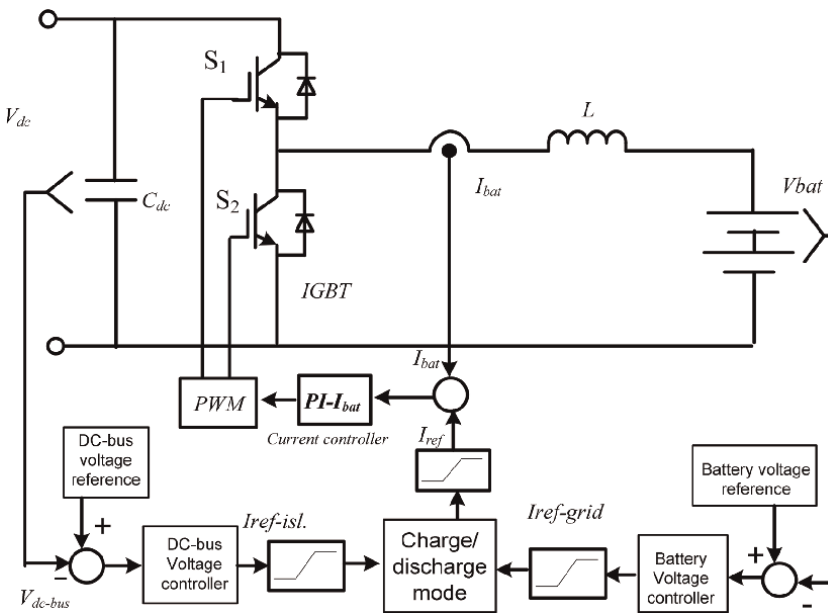 S1
L
Vdc
Ibat
Vbat
Cdc
S2
IGBT
Ibat
PWM
PI-Ibat
Current controller
Iref
DC-bus
voltage
reference
Battery voltage
reference
Iref-isl.
Iref-grid
+
-
DC-bus
Voltage
controller
Charge/
discharge
mode
Battery
Voltage
controller
+
-
Vdc-bus